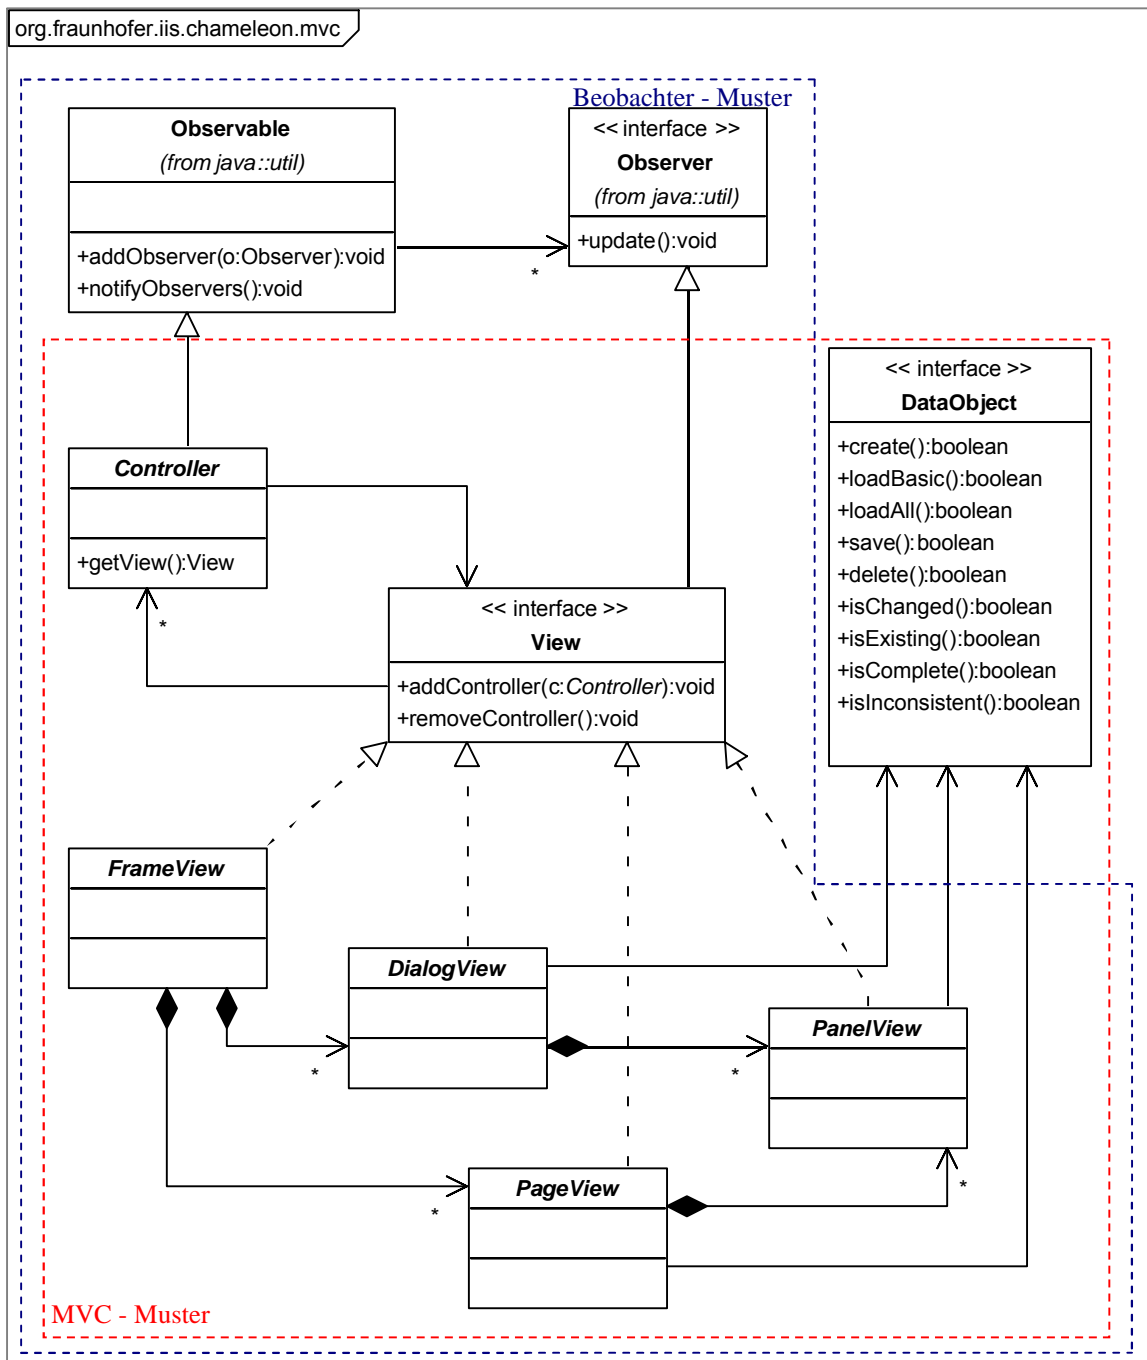 org.fraunhofer.iis.chameleon.mvc
Beobachter - Muster
Observable
(from java::util)
+addObserver(o:Observer):void
+notifyObservers():void
<< interface >>
Observer
(from java::util)
+update():void
*
<< interface >>
DataObject
+create():boolean
+loadBasic():boolean
+loadAll():boolean
+save():boolean
+delete():boolean
+isChanged():boolean
+isExisting():boolean
+isComplete():boolean
+isInconsistent():boolean
Controller
+getView():View
*
<< interface >>
View
+addController(c:Controller):void
+removeController():void
FrameView
DialogView
*
PanelView
*
*
PageView
*
MVC - Muster